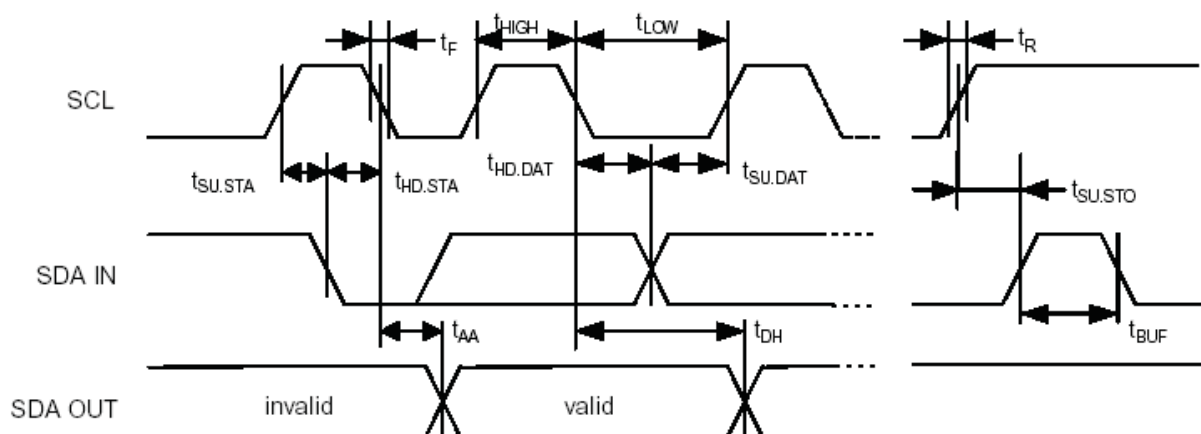 tF
tHIGH
tLOW
tR
SCL
tSU.STA
tHD.STA
tHD.DAT
tSU.DAT
tSU.STO
SDA IN
tAA
tDH
tBUF
SDA OUT
invalid
valid